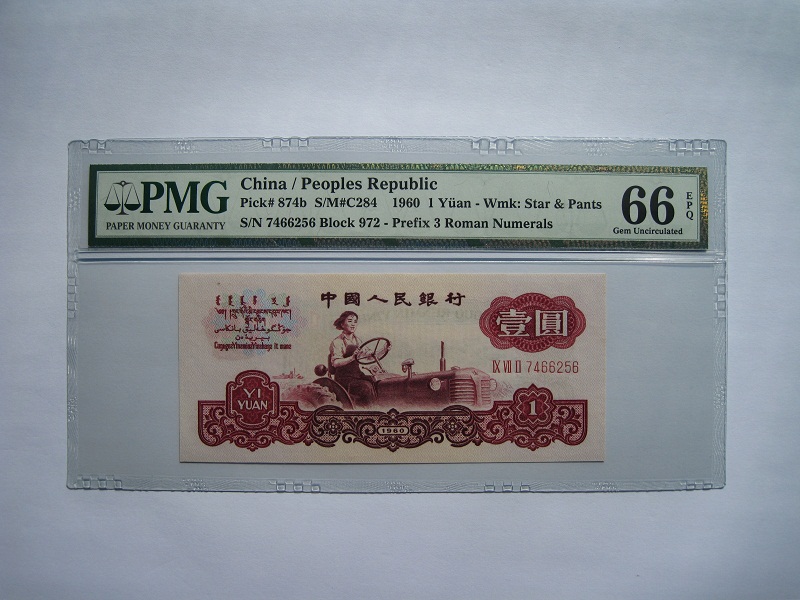 PMG
PAPER MONEY GUARANTY
China / Peoples Republic
Pick# 874b S/M#C284 1960 1 Yüan - Wmk: Star & Pants
S/N 7466256 Block 972 - Prefix 3 Roman Numerals
66
EPQ
Gem Uncirculated
中國人民銀行
壹圓
IX VII II 7466256
YI
YUAN
1960
1